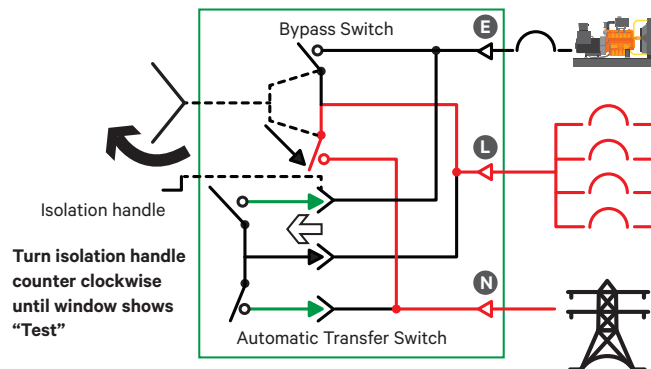 Bypass Switch
E
L
Isolation handle
Turn isolation handle
counter clockwise
until window shows
“Test”
N
Automatic Transfer Switch